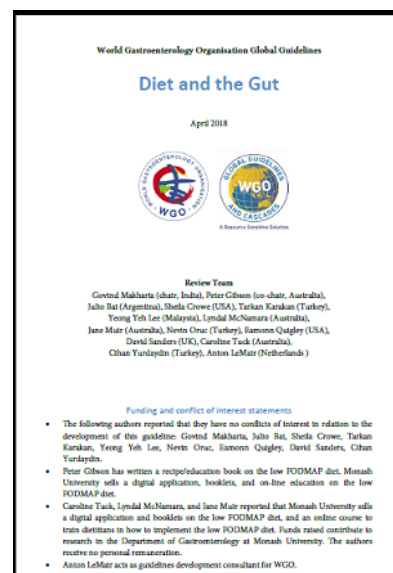 World Gastroenterology Organisation Global Guidelines
Diet and the Gut
April 2018
WORLD GASTROENTEROLOGY ORGANISATION
WGO
GLOBAL GUIDELINES
WGO
AND CASCADES
A Resource Sensitive Solution
Review Team
Govind Makharia (chair, India), Peter Gibson (co-chair, Australia),
Julio Bai (Argentina), Sheila Crowe (USA), Tarkan Karakan (Turkey),
Yeong Yeh Lee (Malaysia), Lyndal McNamara (Australia),
Jane Muir (Australia), Nevin Oruc (Turkey), Eamonn Quigley (USA),
David Sanders (UK), Caroline Tuck (Australia),
Cihan Yurdaydin (Turkey), Anton LeMair (Netherlands )
Funding and conflict of interest statements
• The following authors reported that they have no conflicts of interest in relation to the
development of this guideline: Govind Makharia, Julio Bai, Sheila Crowe, Tarkan
Karakan, Yeong Yeh Lee, Nevin Oruc, Eamonn Quigley, David Sanders, Cihan
Yurdaydin.
• Peter Gibson has written a recipe/education book on the low FODMAP diet. Monash
University sells a digital application, booklets, and on-line education on the low
FODMAP diet.
• Caroline Tuck, Lyndal McNamara, and Jane Muir reported that Monash University sells
a digital application and booklets on the low FODMAP diet, and an online course to
train dietitians in how to implement the low FODMAP diet. Funds raised contribute to
research in the Department of Gastroenterology at Monash University. The authors
receive no personal remuneration.
• Anton LeMair acts as guidelines development consultant for WGO.